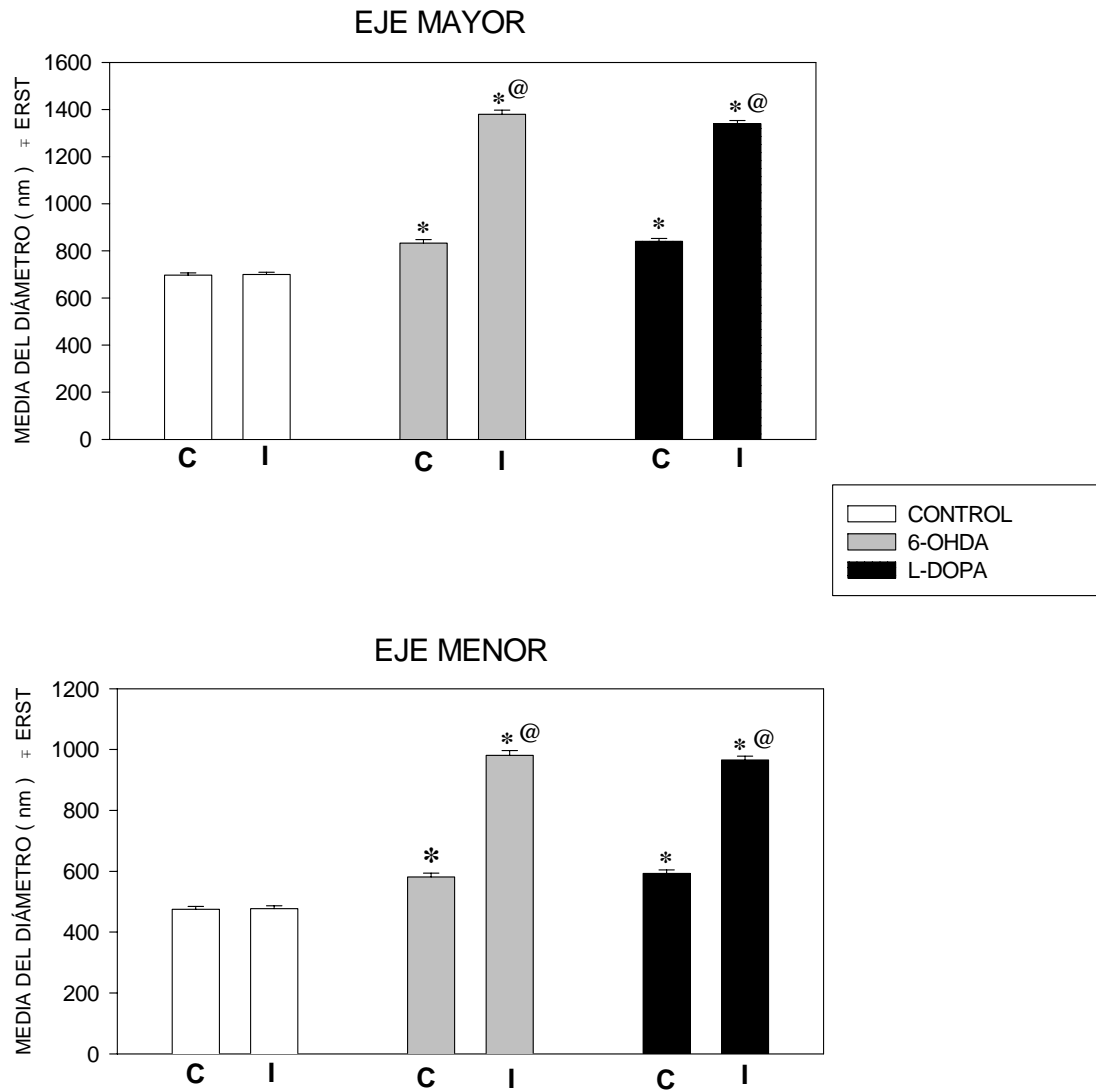 EJE MAYOR
MEDIA DEL DIÁMETRO ( nm ) ∓ ERST
1600
1400
1200
1000
800
600
400
200
0
* * @ * * @
C I C I C I
CONTROL
6-OHDA
L-DOPA
EJE MENOR
MEDIA DEL DIÁMETRO ( nm ) ∓ ERST
1200
1000
800
600
400
200
0
* * @ * * @
C I C I C I